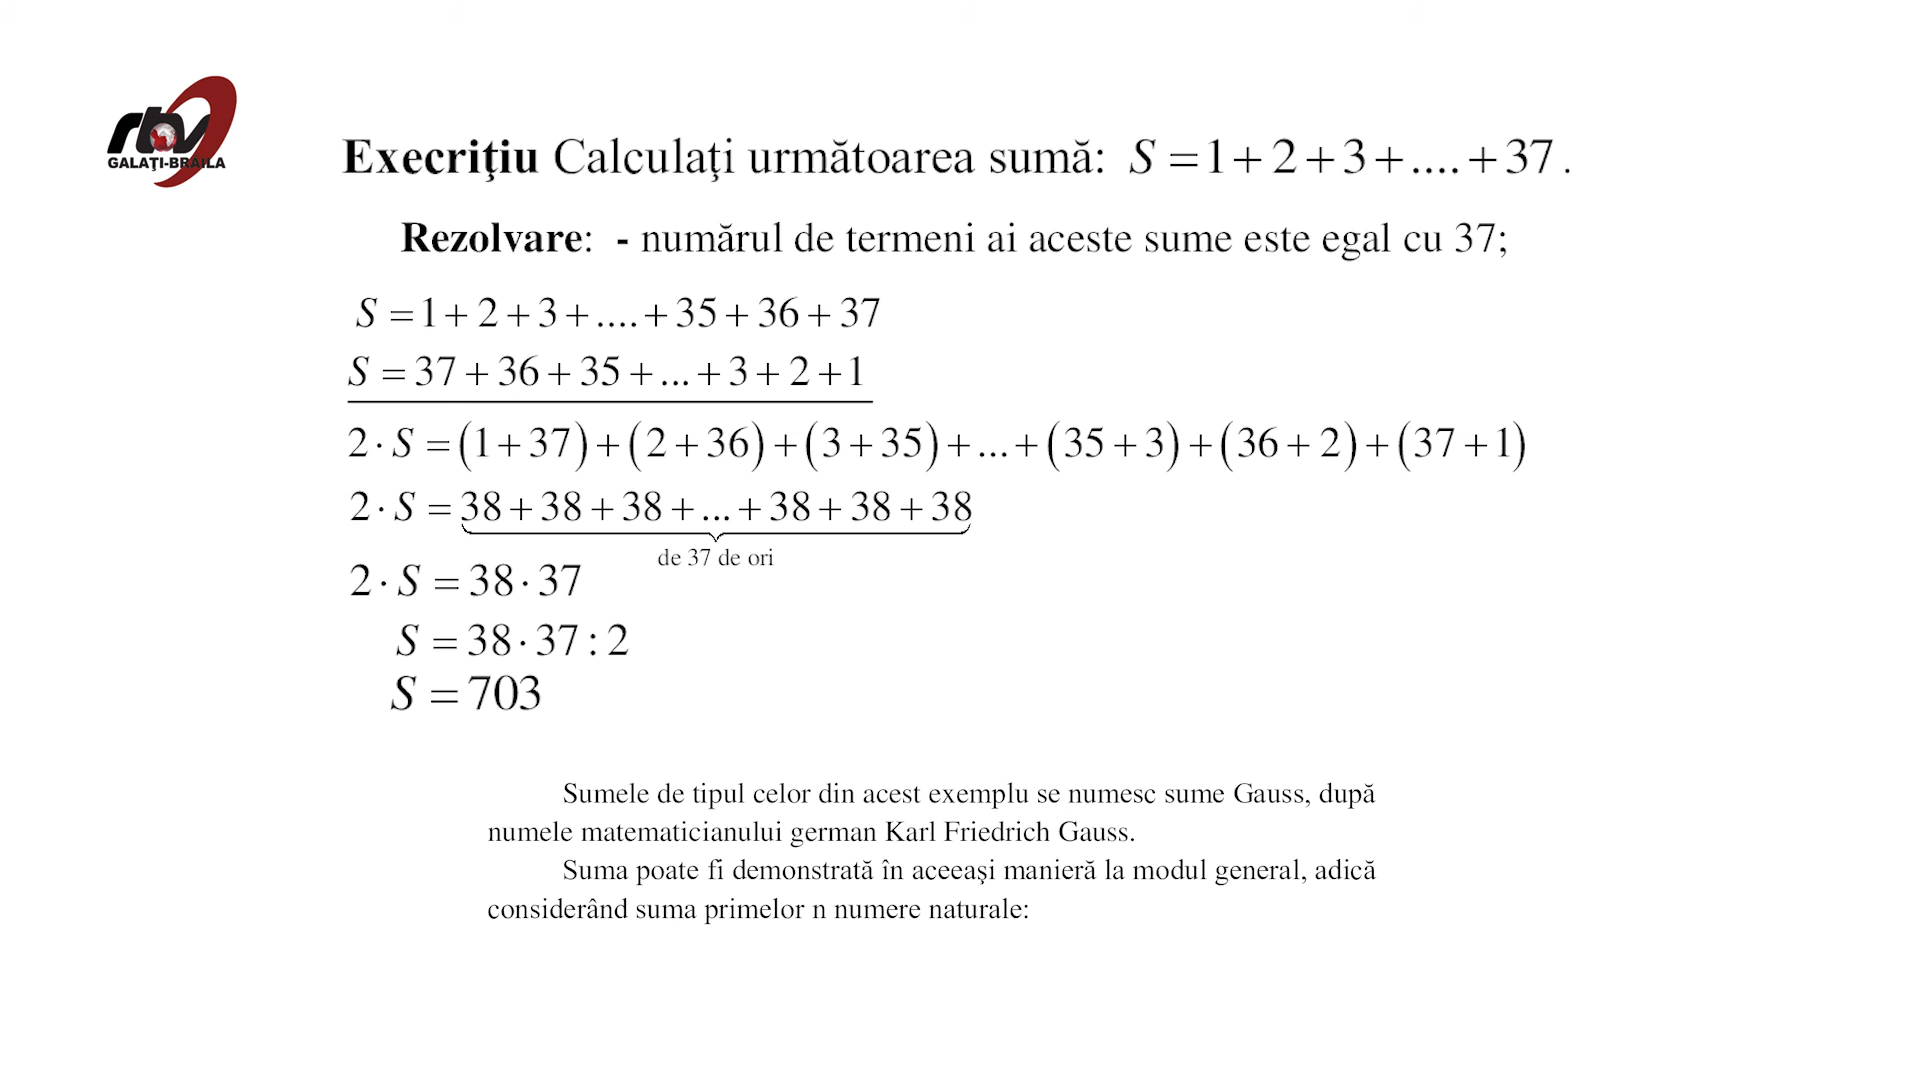 rtv
GALAŢI-BRĂILA
Execriţiu Calculaţi următoarea sumă: S = 1 + 2 + 3 + .... + 37 .
Rezolvare: - numărul de termeni ai aceste sume este egal cu 37;
S = 1 + 2 + 3 + .... + 35 + 36 + 37
S = 37 + 36 + 35 + ... + 3 + 2 + 1
2 · S = (1 + 37) + (2 + 36) + (3 + 35) + ... + (35 + 3) + (36 + 2) + (37 + 1)
2 · S = 38 + 38 + 38 + ... + 38 + 38 + 38
de 37 de ori
2 · S = 38 · 37
S = 38 · 37 : 2
S = 703
Sumele de tipul celor din acest exemplu se numesc sume Gauss, după
numele matematicianului german Karl Friedrich Gauss.
Suma poate fi demonstrată în aceeaşi manieră la modul general, adică
considerând suma primelor n numere naturale: